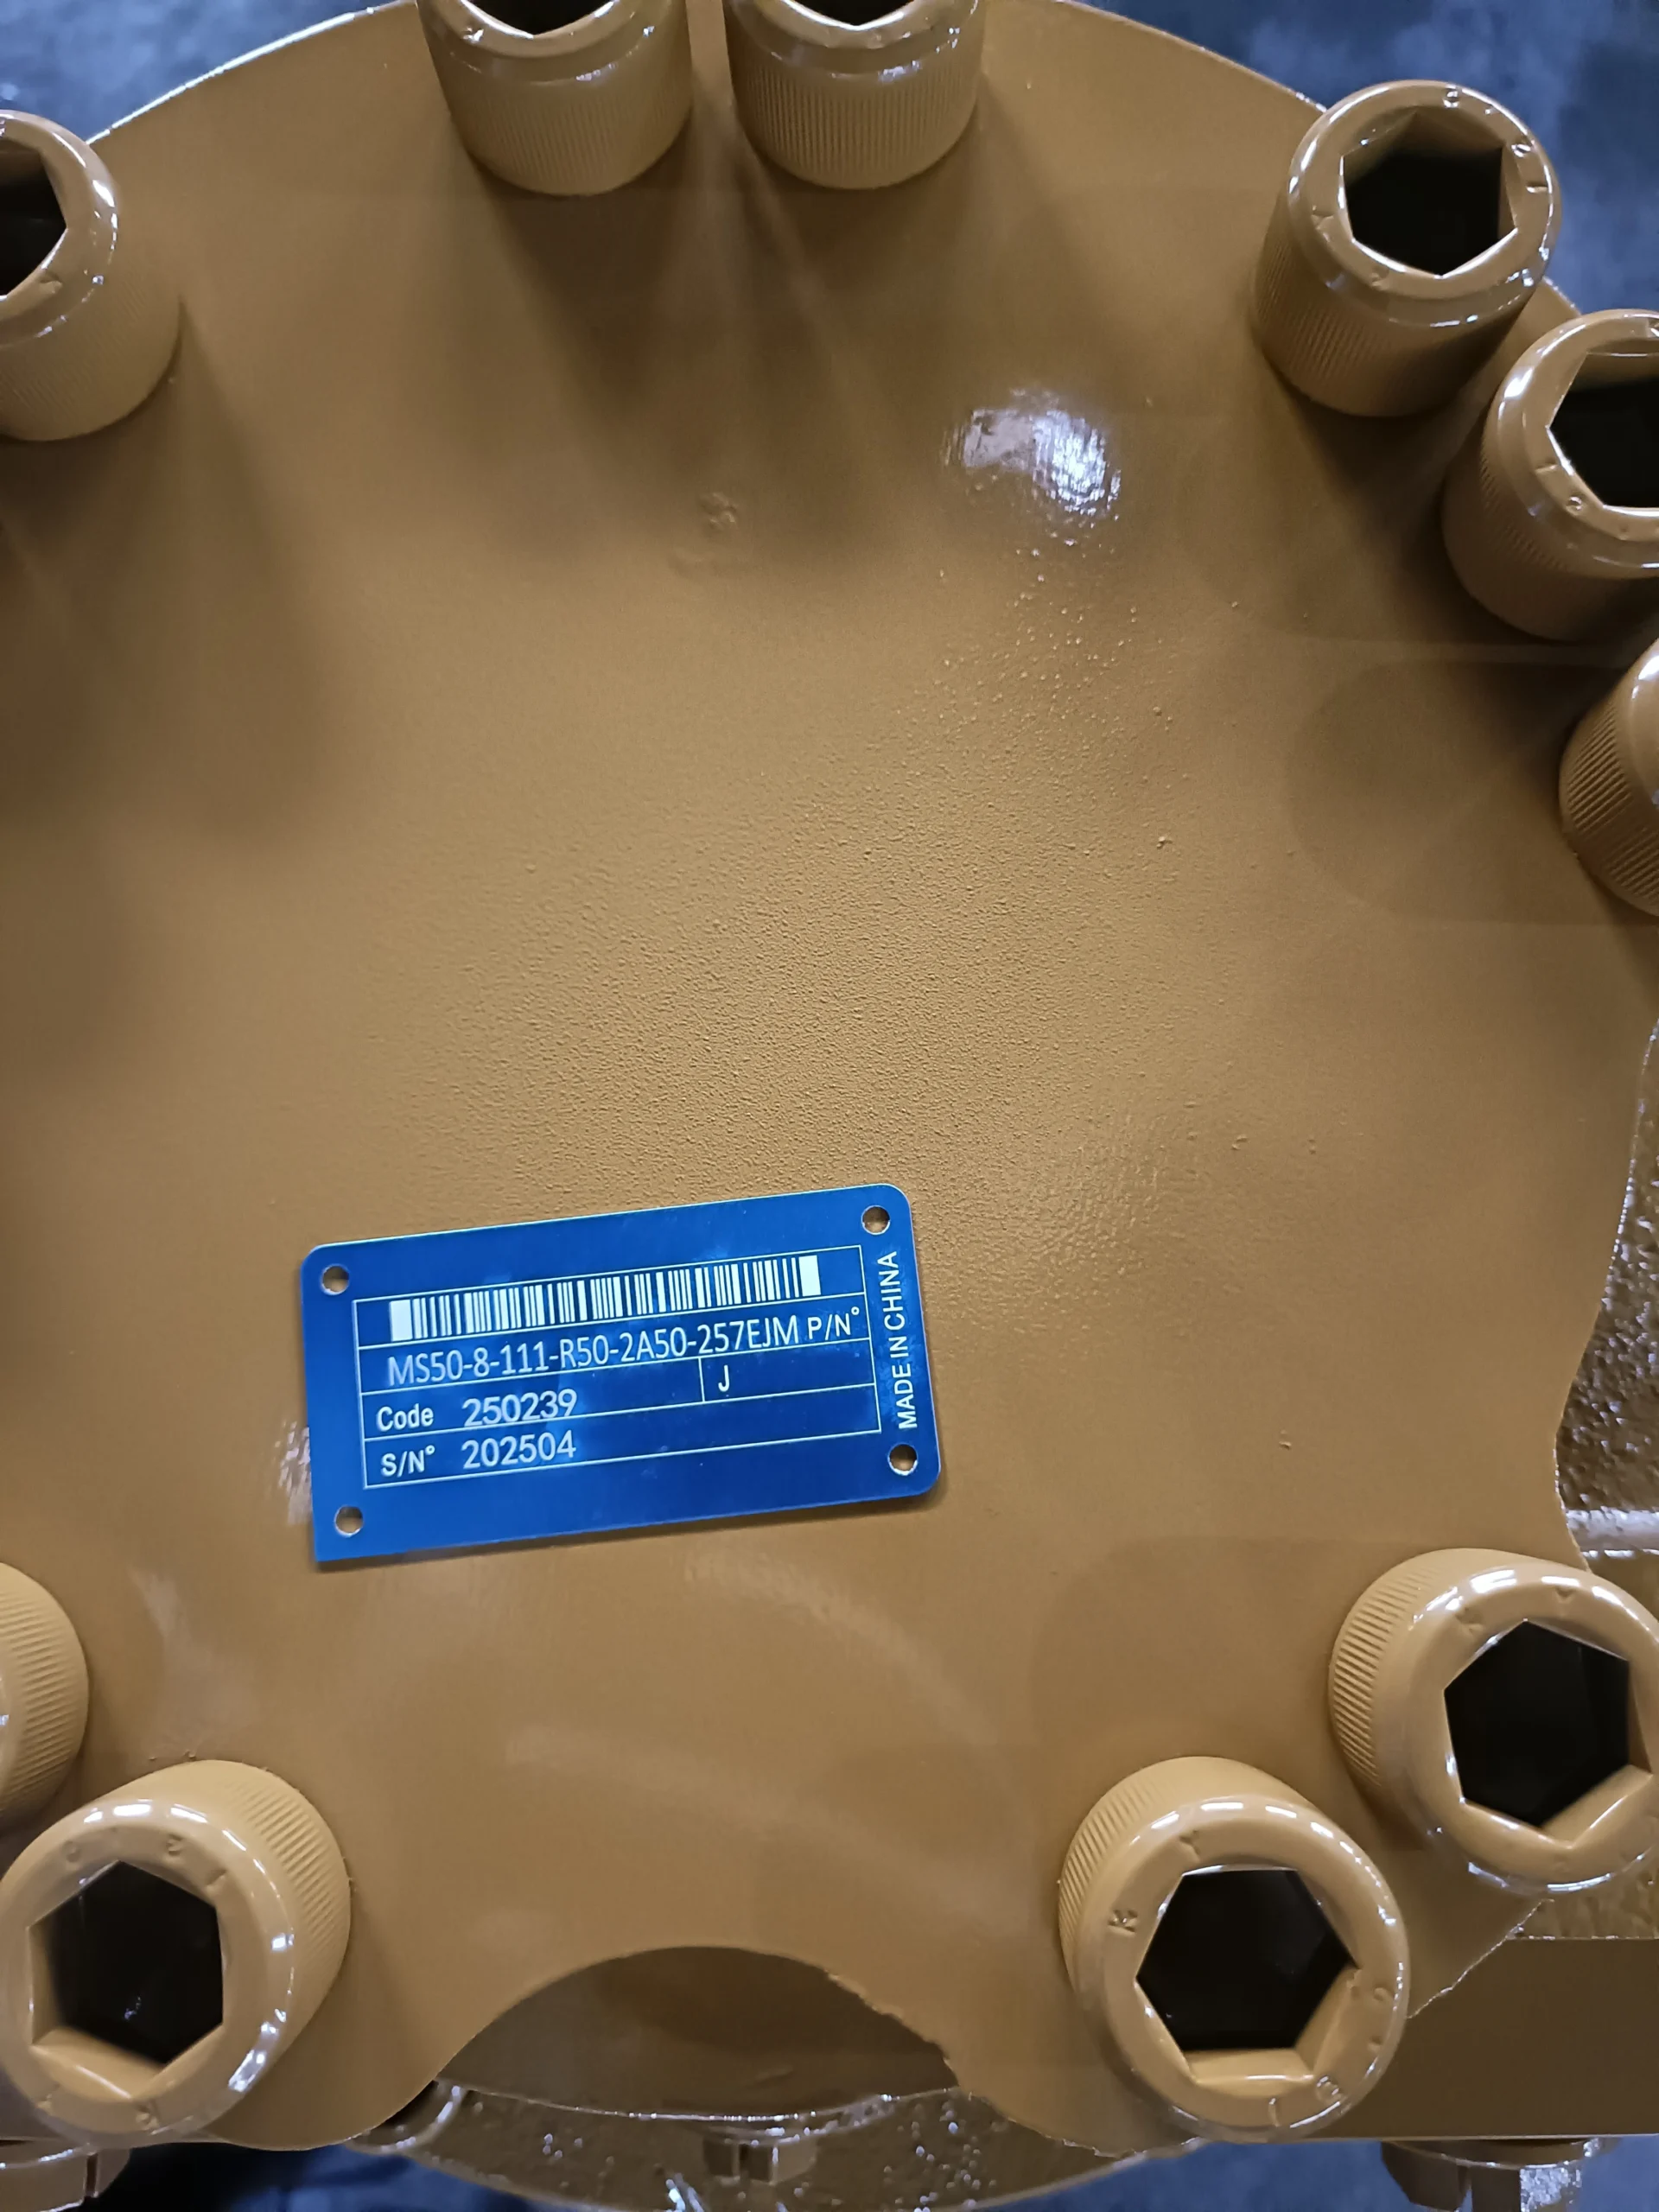 MS50-8-111-R50-2A50-257EJM P/N°
Code 250239 J
S/N° 202504
MADE IN CHINA